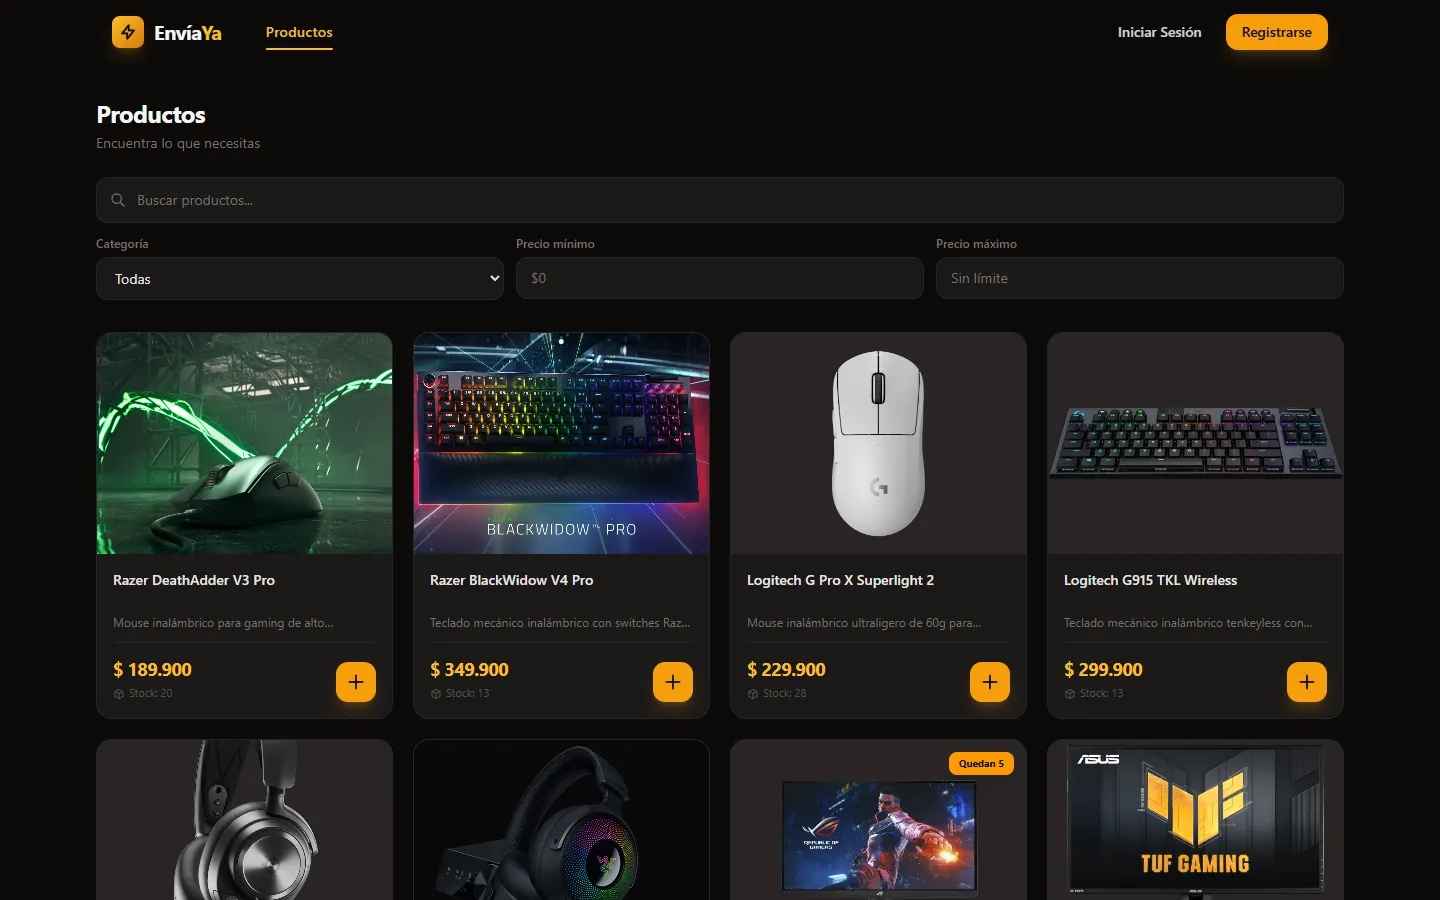 EnvíaYa
Productos
Iniciar Sesión
Registrarse
Productos
Encuentra lo que necesitas
Buscar productos...
Categoría
Precio mínimo
Precio máximo
Todas
$0
Sin límite
BLACKWIDOW™ PRO
Razer DeathAdder V3 Pro
Razer BlackWidow V4 Pro
Logitech G Pro X Superlight 2
Logitech G915 TKL Wireless
Mouse inalámbrico para gaming de alto...
Teclado mecánico inalámbrico con switches Raz...
Mouse inalámbrico ultraligero de 60g para...
Teclado mecánico inalámbrico tenkeyless con...
$ 189.900
Stock: 20
$ 349.900
Stock: 13
$ 229.900
Stock: 28
$ 299.900
Stock: 13
Quedan 5
REPUBLIC OF
GAMERS
ASUS
TUF GAMING